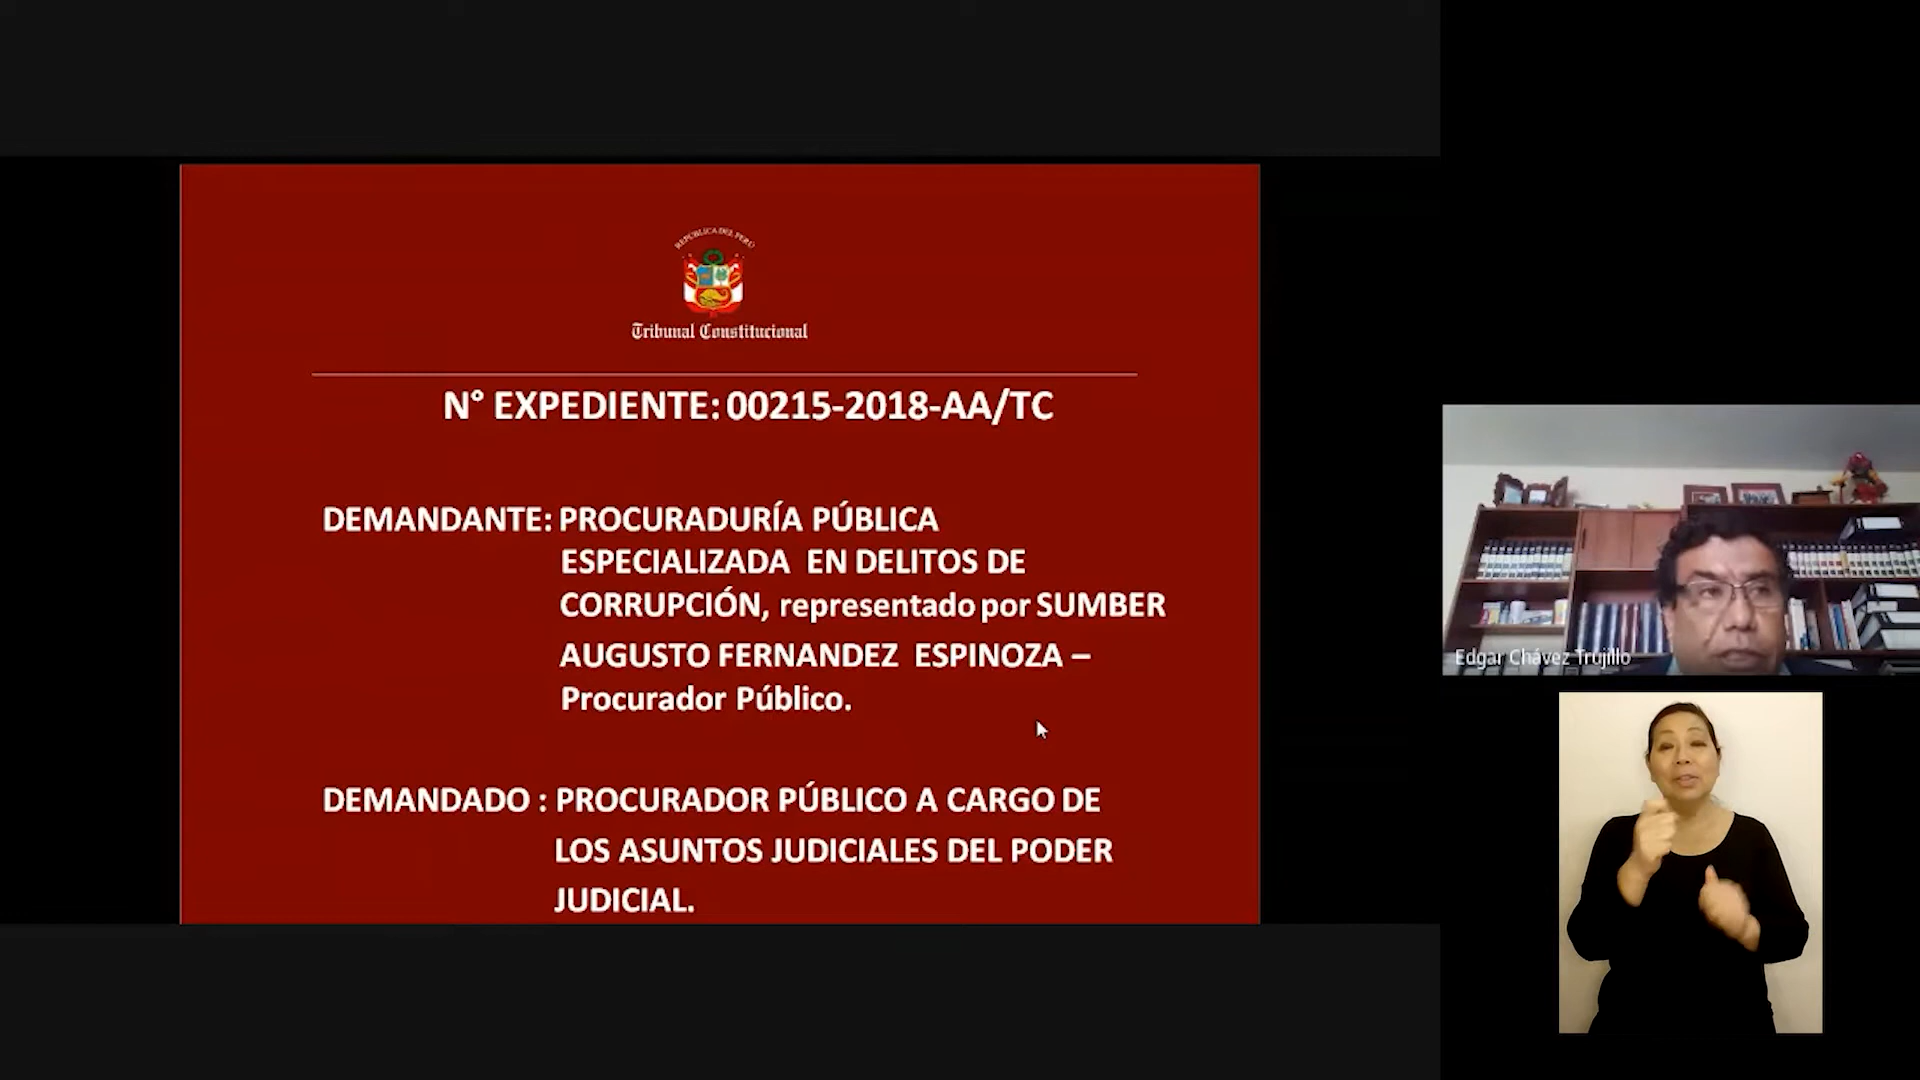 REPÚBLICA DEL PERÚ
Tribunal Constitucional
N° EXPEDIENTE: 00215-2018-AA/TC
DEMANDANTE: PROCURADURÍA PÚBLICA
ESPECIALIZADA EN DELITOS DE
CORRUPCIÓN, representado por SUMBER
AUGUSTO FERNANDEZ ESPINOZA –
Procurador Público.
DEMANDADO : PROCURADOR PÚBLICO A CARGO DE
LOS ASUNTOS JUDICIALES DEL PODER
JUDICIAL.
Edgar Chávez Trujillo